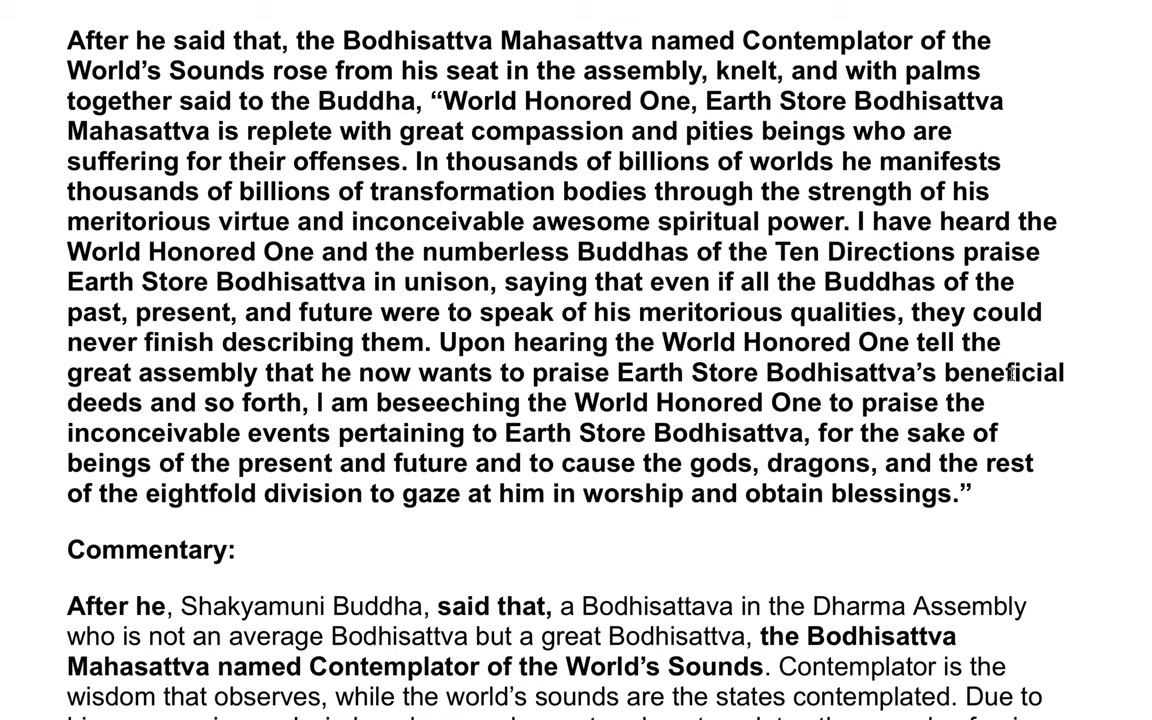 After he said that, the Bodhisattva Mahasattva named Contemplator of the
World’s Sounds rose from his seat in the assembly, knelt, and with palms
together said to the Buddha, “World Honored One, Earth Store Bodhisattva
Mahasattva is replete with great compassion and pities beings who are
suffering for their offenses. In thousands of billions of worlds he manifests
thousands of billions of transformation bodies through the strength of his
meritorious virtue and inconceivable awesome spiritual power. I have heard the
World Honored One and the numberless Buddhas of the Ten Directions praise
Earth Store Bodhisattva in unison, saying that even if all the Buddhas of the
past, present, and future were to speak of his meritorious qualities, they could
never finish describing them. Upon hearing the World Honored One tell the
great assembly that he now wants to praise Earth Store Bodhisattva’s beneficial
deeds and so forth, I am beseeching the World Honored One to praise the
inconceivable events pertaining to Earth Store Bodhisattva, for the sake of
beings of the present and future and to cause the gods, dragons, and the rest
of the eightfold division to gaze at him in worship and obtain blessings.”
Commentary:
After he, Shakyamuni Buddha, said that, a Bodhisattava in the Dharma Assembly
who is not an average Bodhisattva but a great Bodhisattva, the Bodhisattva
Mahasattva named Contemplator of the World’s Sounds. Contemplator is the
wisdom that observes, while the world’s sounds are the states contemplated. Due to